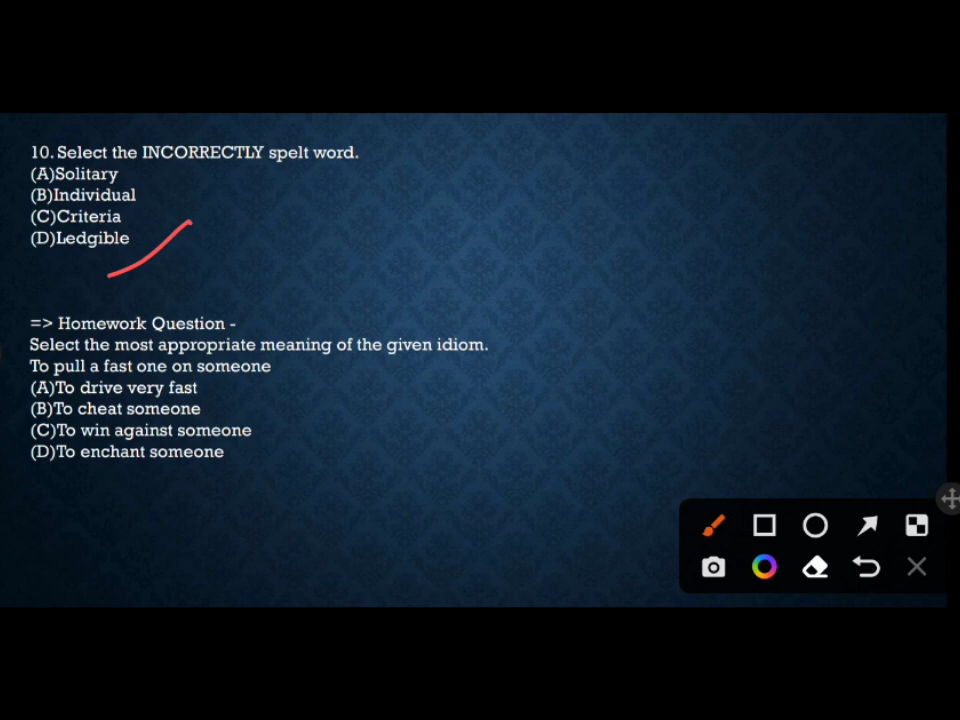 10. Select the INCORRECTLY spelt word.
(A)Solitary
(B)Individual
(C)Criteria
(D)Ledgible
=> Homework Question -
Select the most appropriate meaning of the given idiom.
To pull a fast one on someone
(A)To drive very fast
(B)To cheat someone
(C)To win against someone
(D)To enchant someone